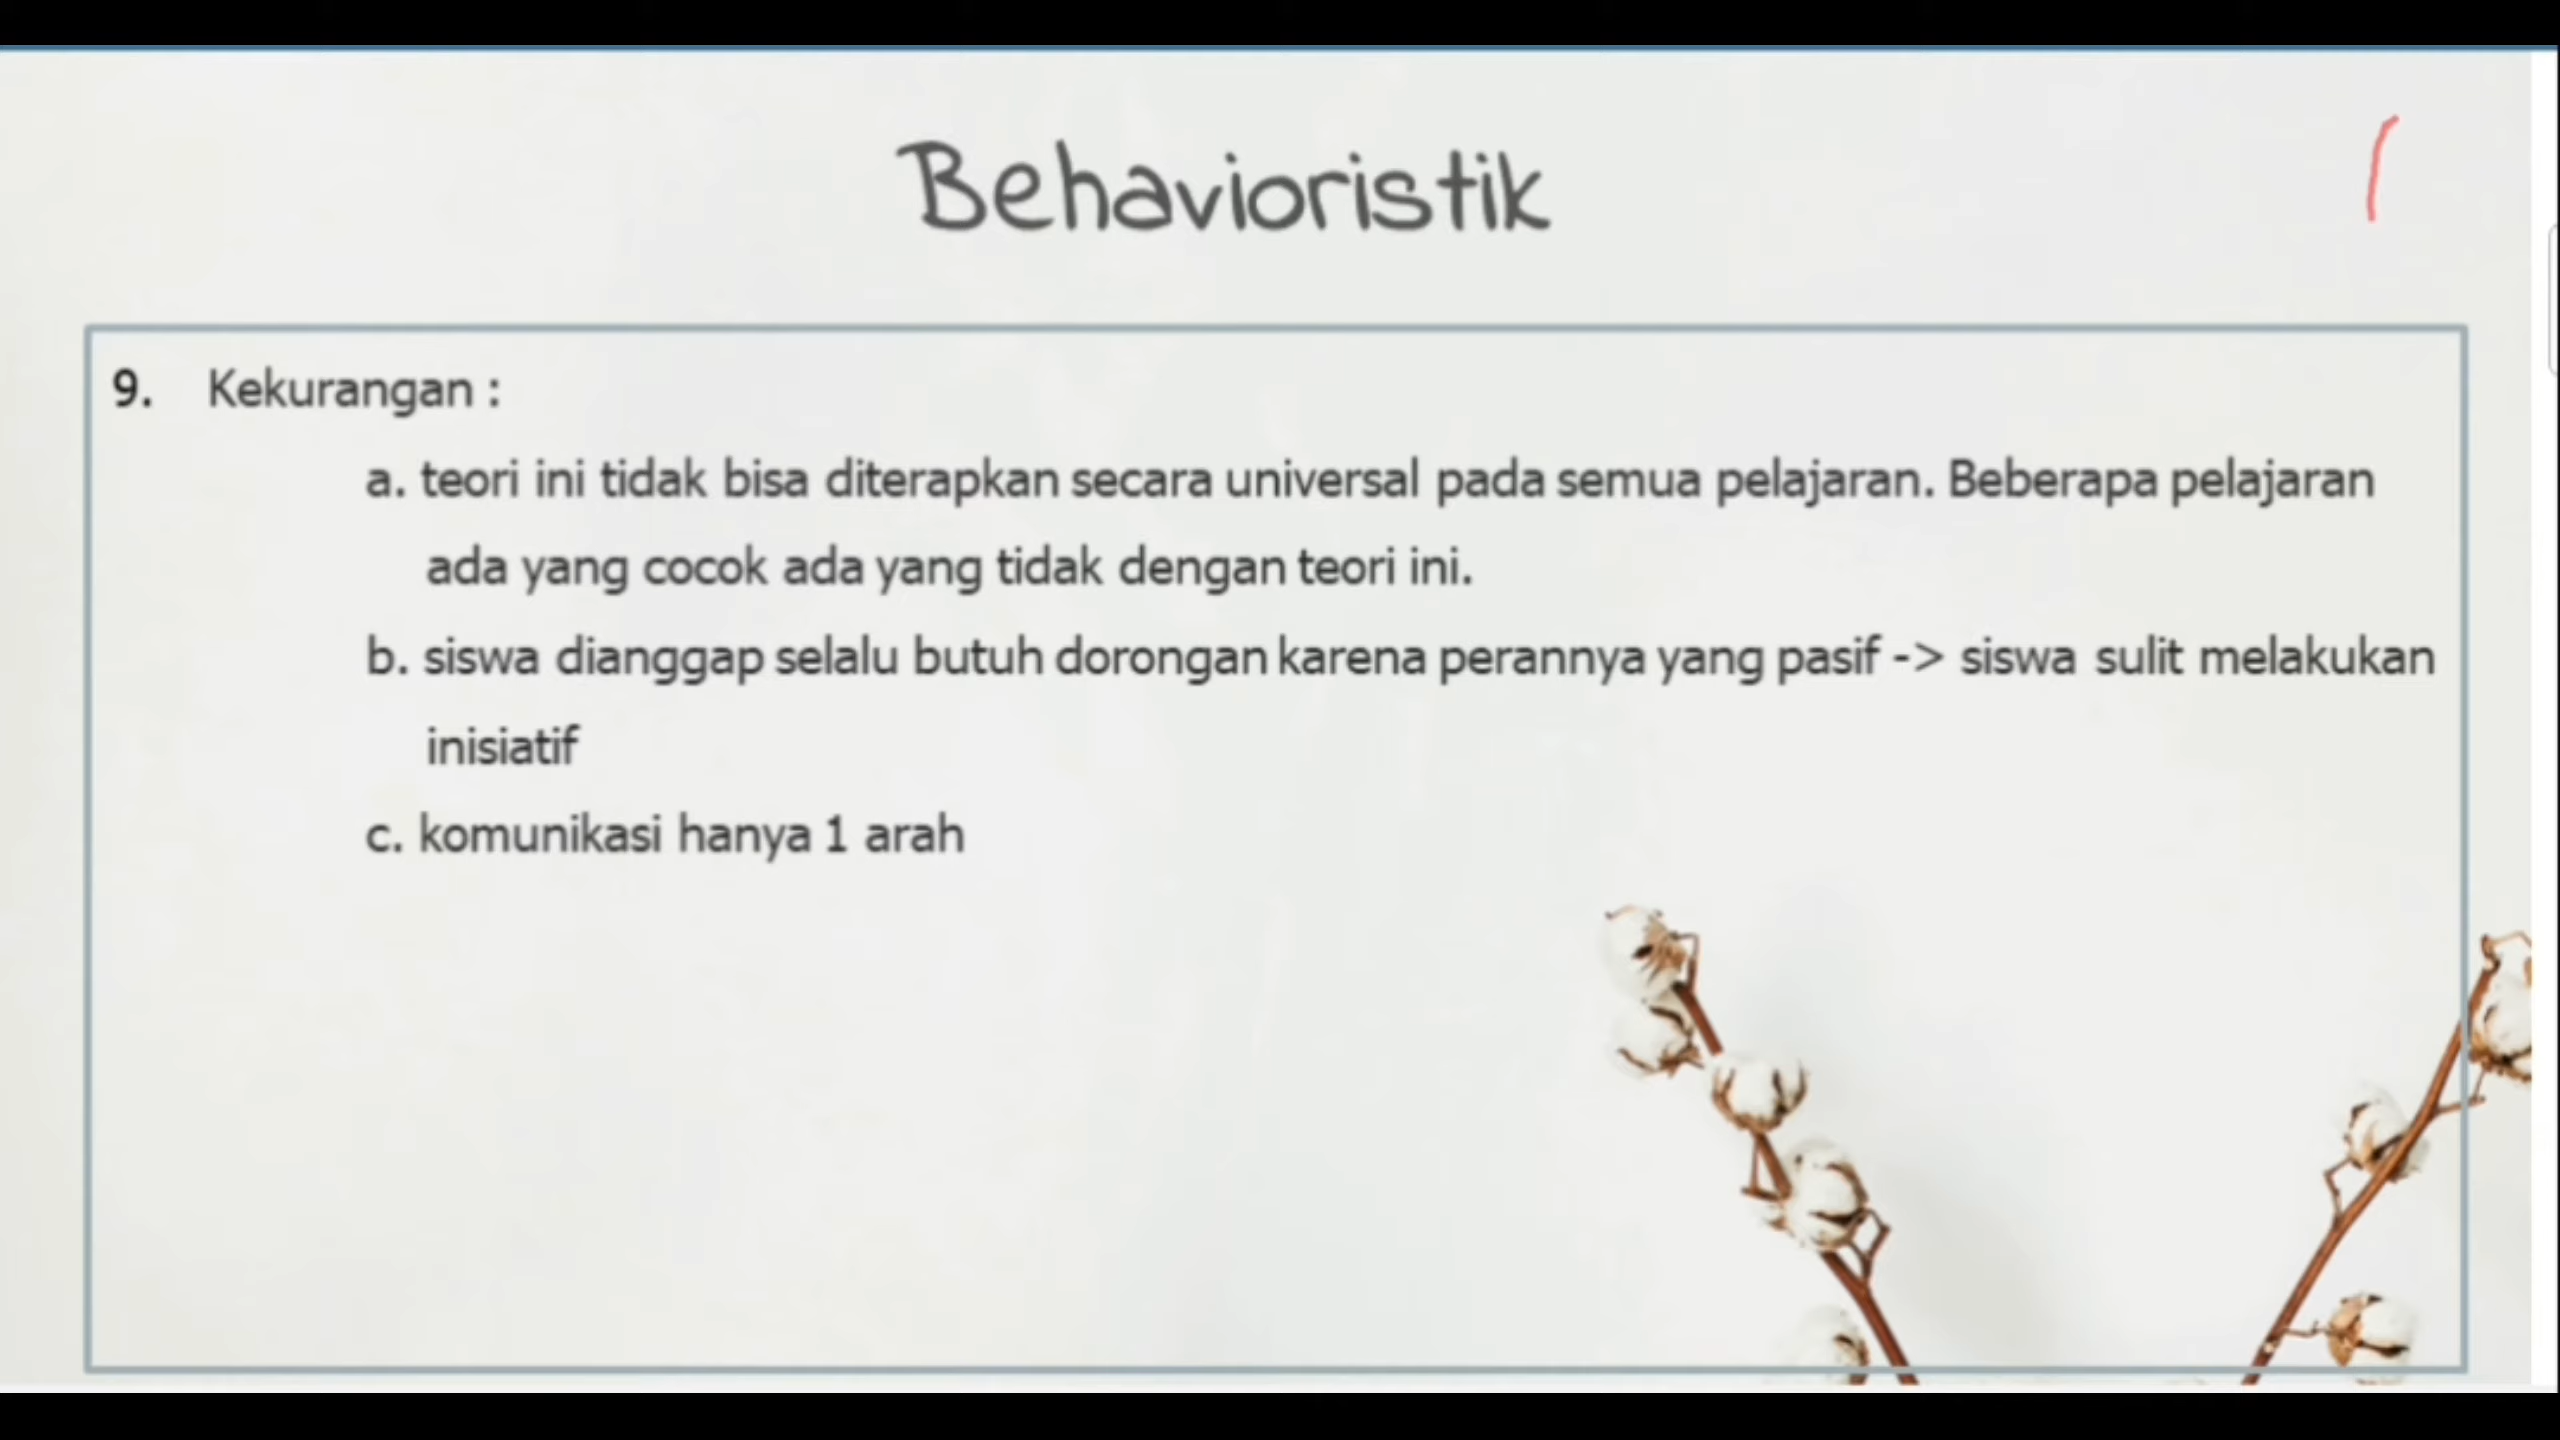 Behavioristik
9. Kekurangan :
a. teori ini tidak bisa diterapkan secara universal pada semua pelajaran. Beberapa pelajaran
ada yang cocok ada yang tidak dengan teori ini.
b. siswa dianggap selalu butuh dorongan karena perannya yang pasif -> siswa sulit melakukan
inisiatif
c. komunikasi hanya 1 arah